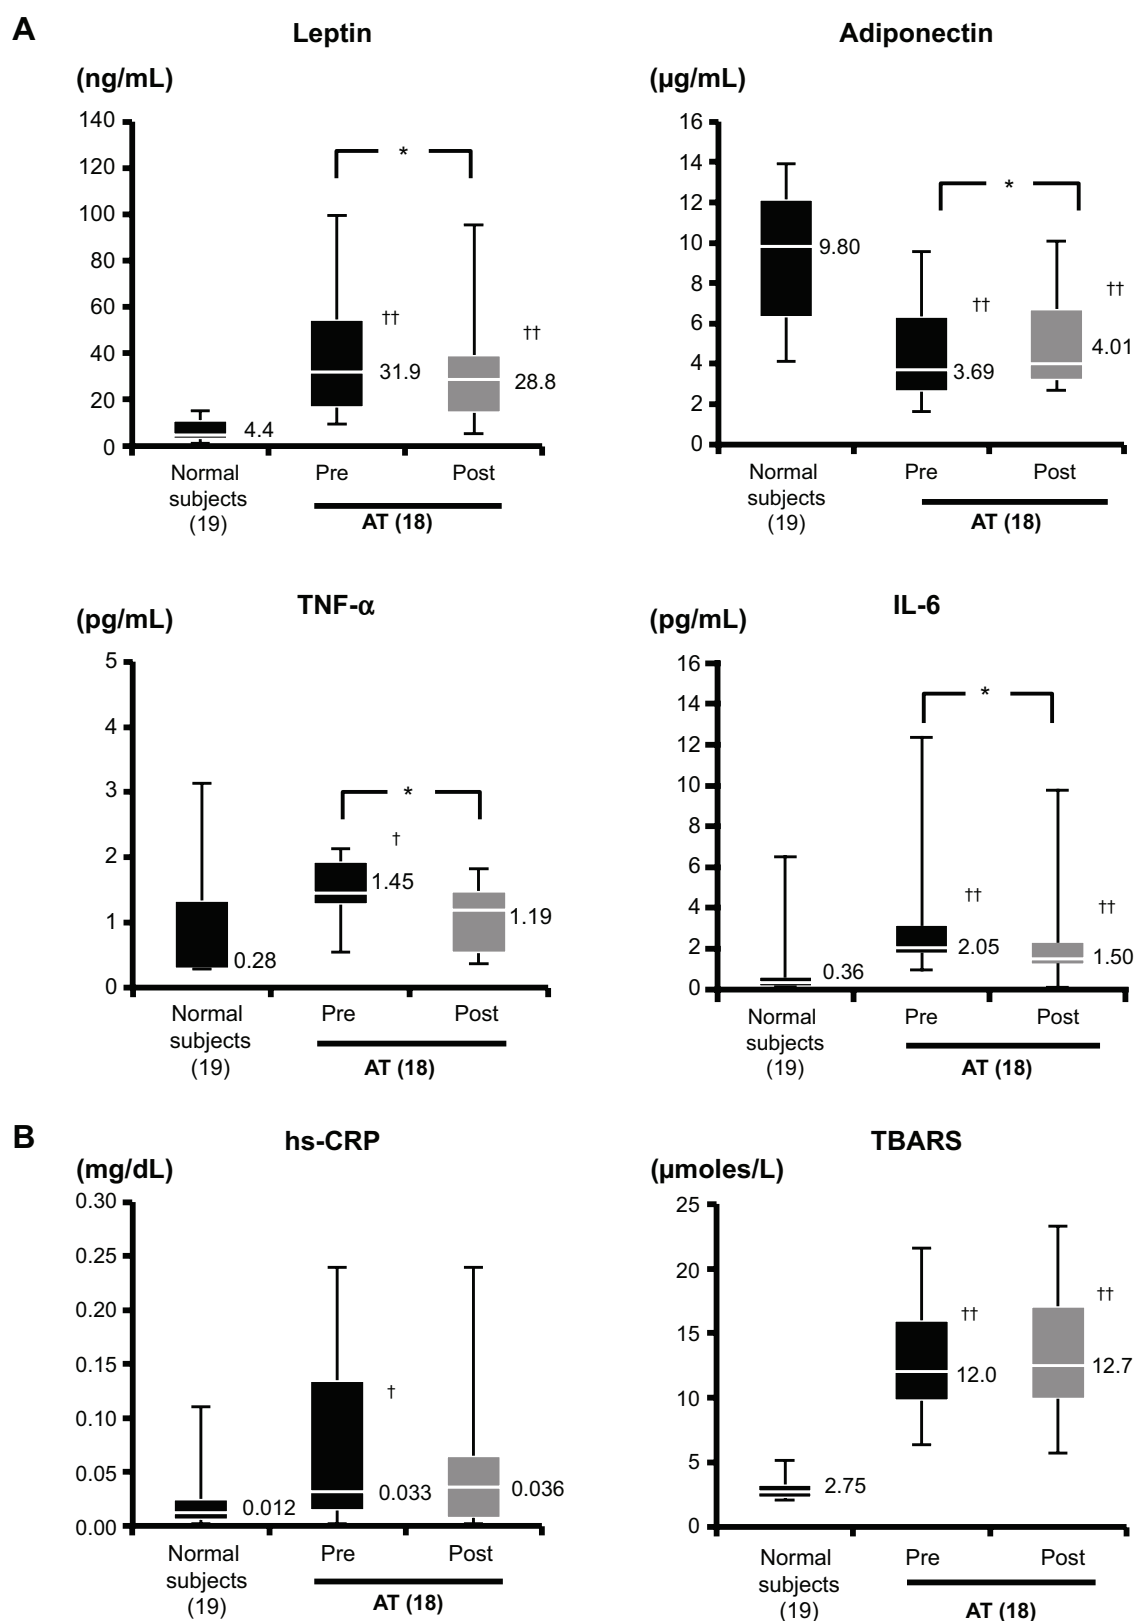 A
Leptin
(ng/mL)
140
120
100
80
60
40
20
0
*
††
††
4.4
31.9
28.8
Normal
subjects
(19)
Pre
Post
AT (18)
Adiponectin
(µg/mL)
16
14
12
10
8
6
4
2
0
*
††
††
9.80
3.69
4.01
Normal
subjects
(19)
Pre
Post
AT (18)
TNF-α
(pg/mL)
5
4
3
2
1
0
*
†
0.28
1.45
1.19
Normal
subjects
(19)
Pre
Post
AT (18)
IL-6
(pg/mL)
16
14
12
10
8
6
4
2
0
*
††
††
0.36
2.05
1.50
Normal
subjects
(19)
Pre
Post
AT (18)
B
hs-CRP
(mg/dL)
0.30
0.25
0.20
0.15
0.10
0.05
0.00
†
0.012
0.033
0.036
Normal
subjects
(19)
Pre
Post
AT (18)
TBARS
(µmoles/L)
25
20
15
10
5
0
††
††
2.75
12.0
12.7
Normal
subjects
(19)
Pre
Post
AT (18)